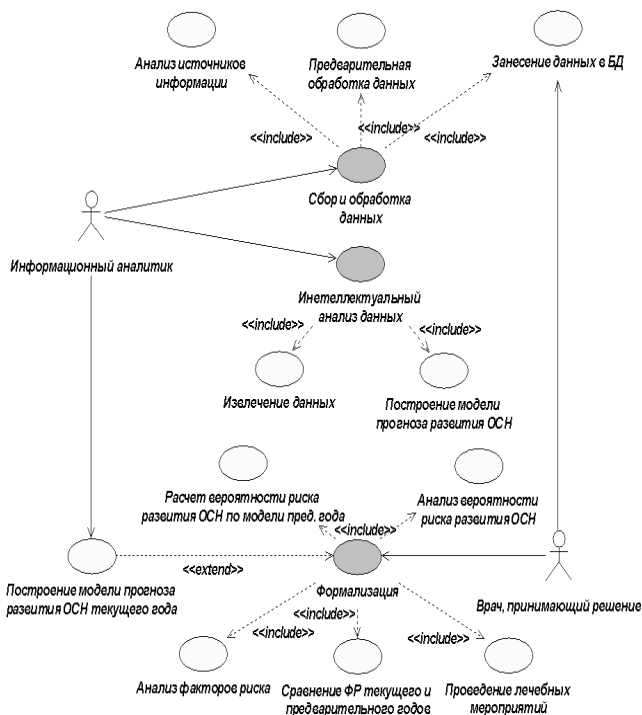 Анализ источников
информации
Предварительная
обработка данных
Занесение данных в БД
<<include>>
<<include>>
<<include>>
Сбор и обработка
данных
Информационный аналитик
Инетеллектуальный
анализ данных
<<include>>
<<include>>
Извлечение данных
Построение модели
прогноза развития ОСН
Расчет вероятности риска
развития ОСН по модели пред. года
Анализ вероятности
риска развития ОСН
<<include>>
<<extend>>
Построение модели прогноза
развития ОСН текущего года
Формализация
Врач, принимающий решение
<<include>>
<<include>>
<<include>>
Анализ факторов риска
Сравнение ФР текущего и
предварительного годов
Проведение лечебных
мероприятий